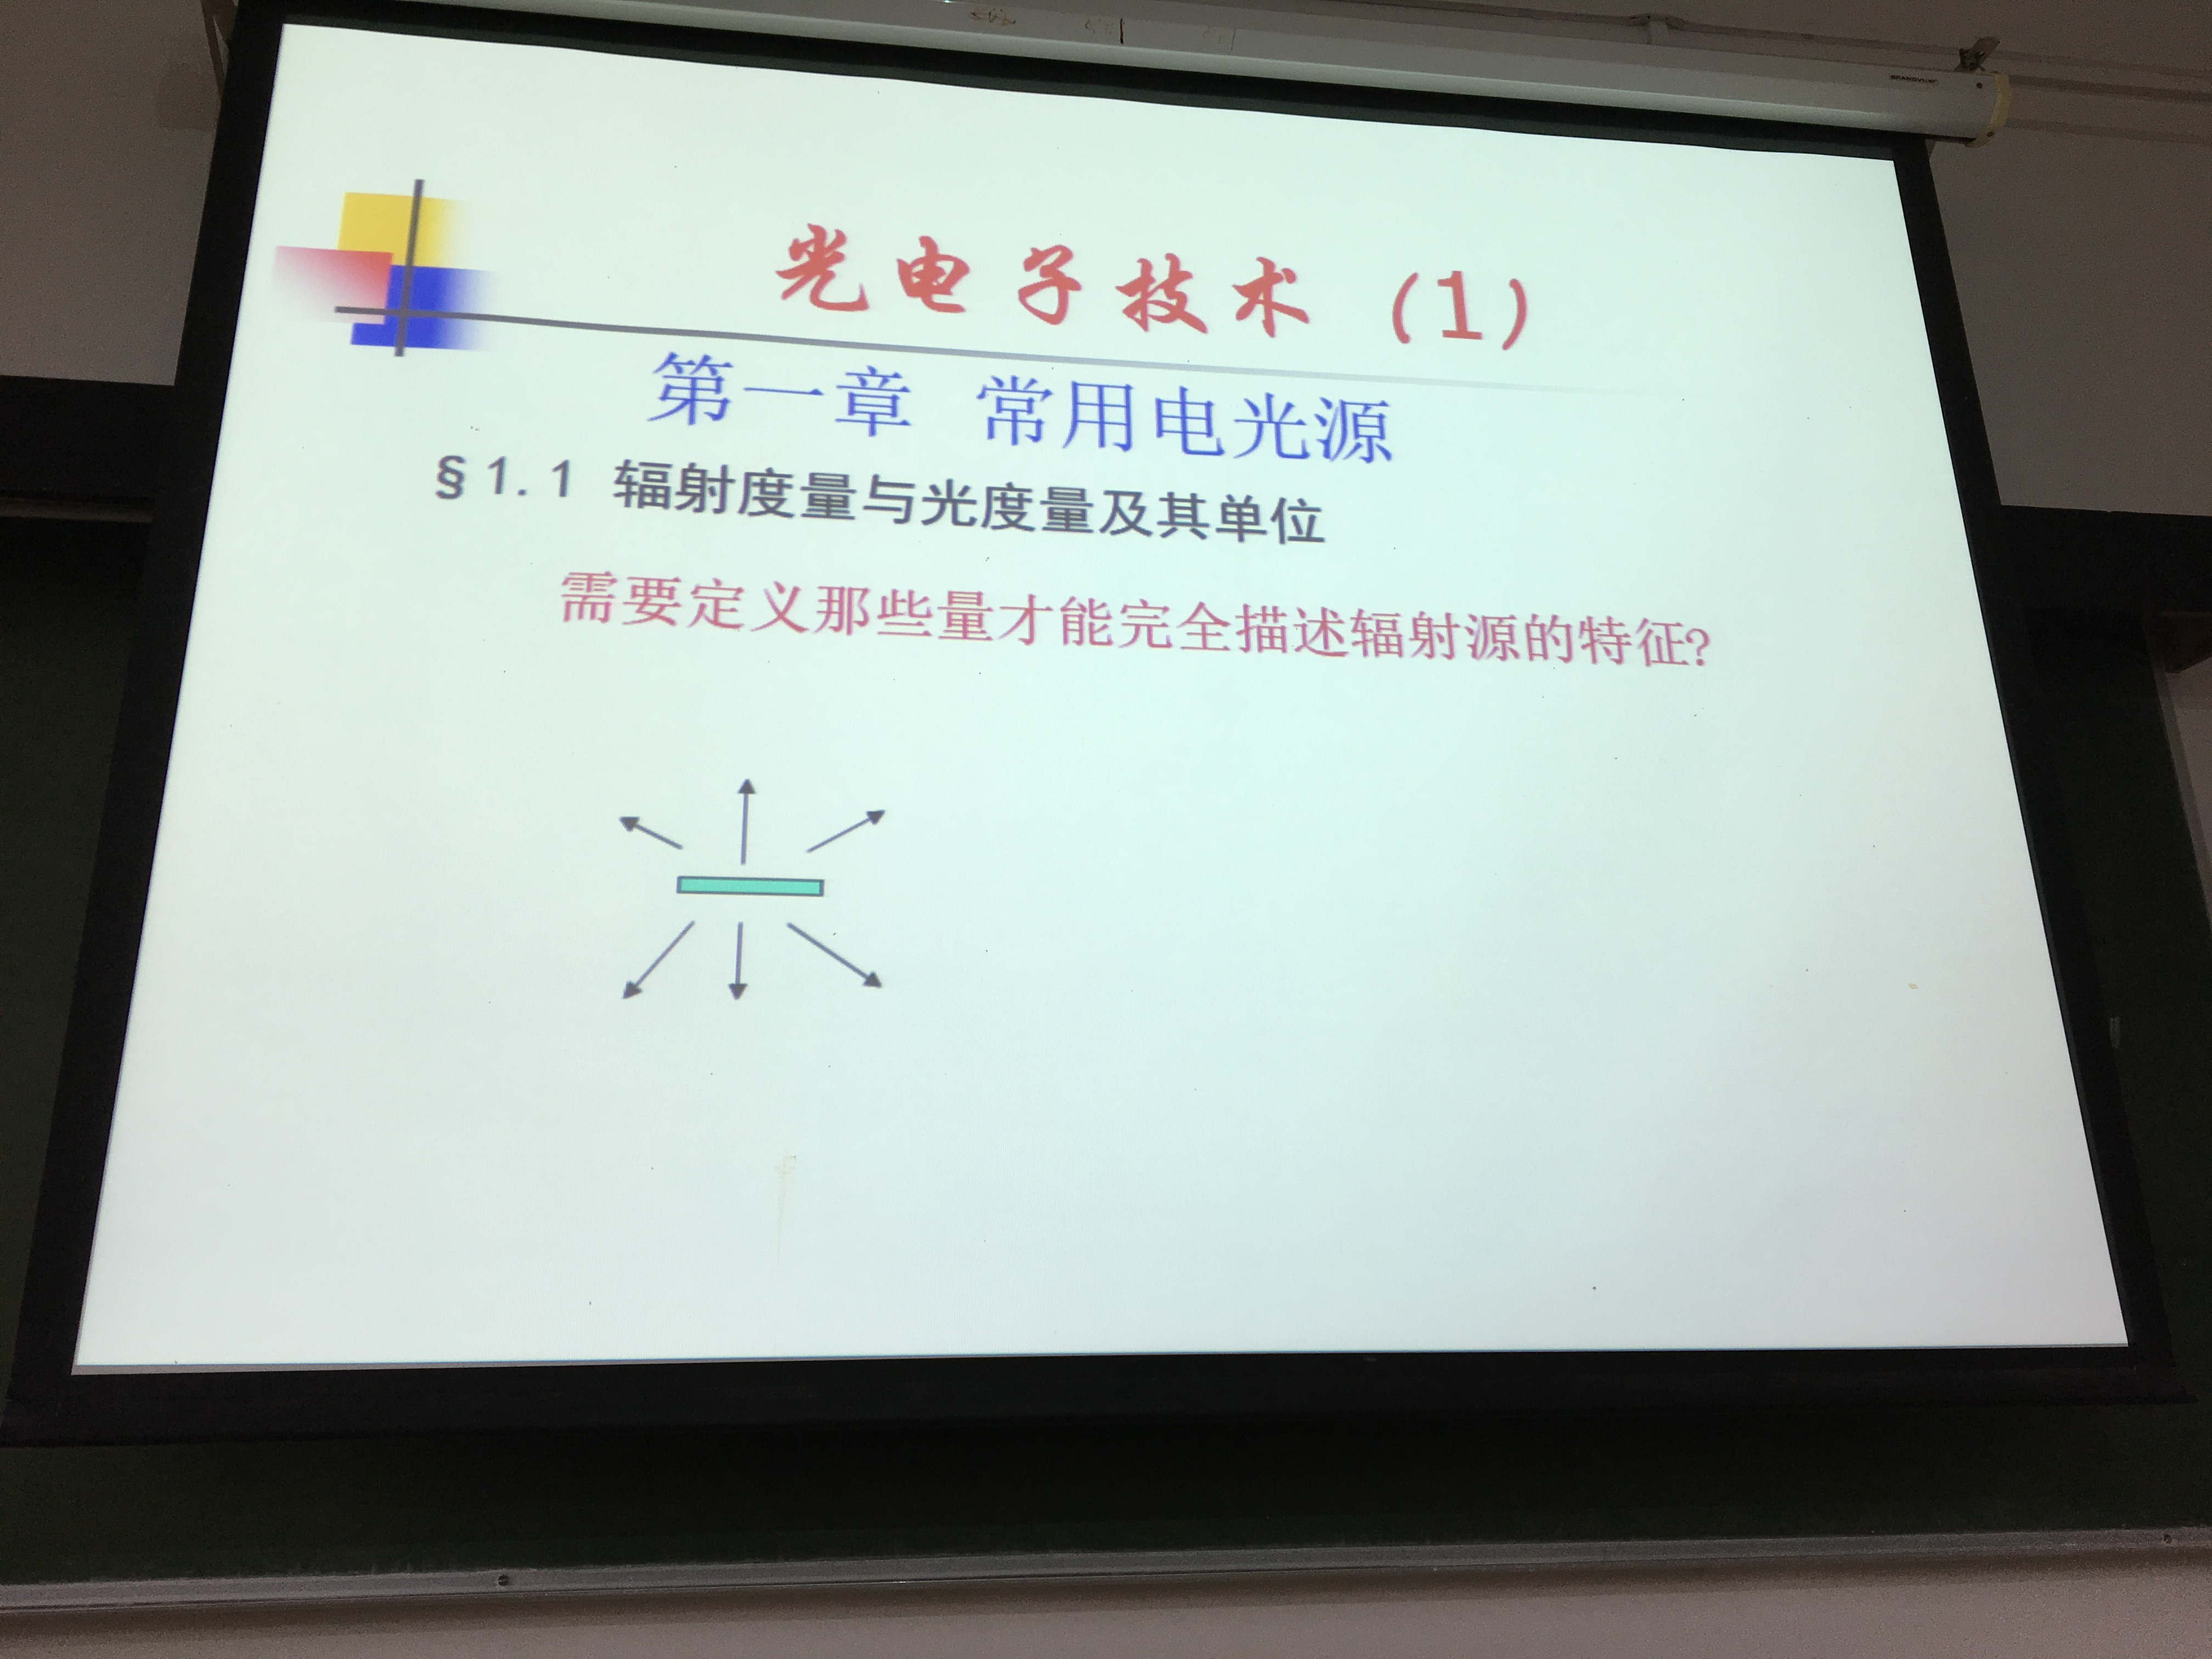 光电子技术（1）
第一章 常用电光源
§1.1 辐射度量与光度量及其单位
需要定义那些量才能完全描述辐射源的特征?